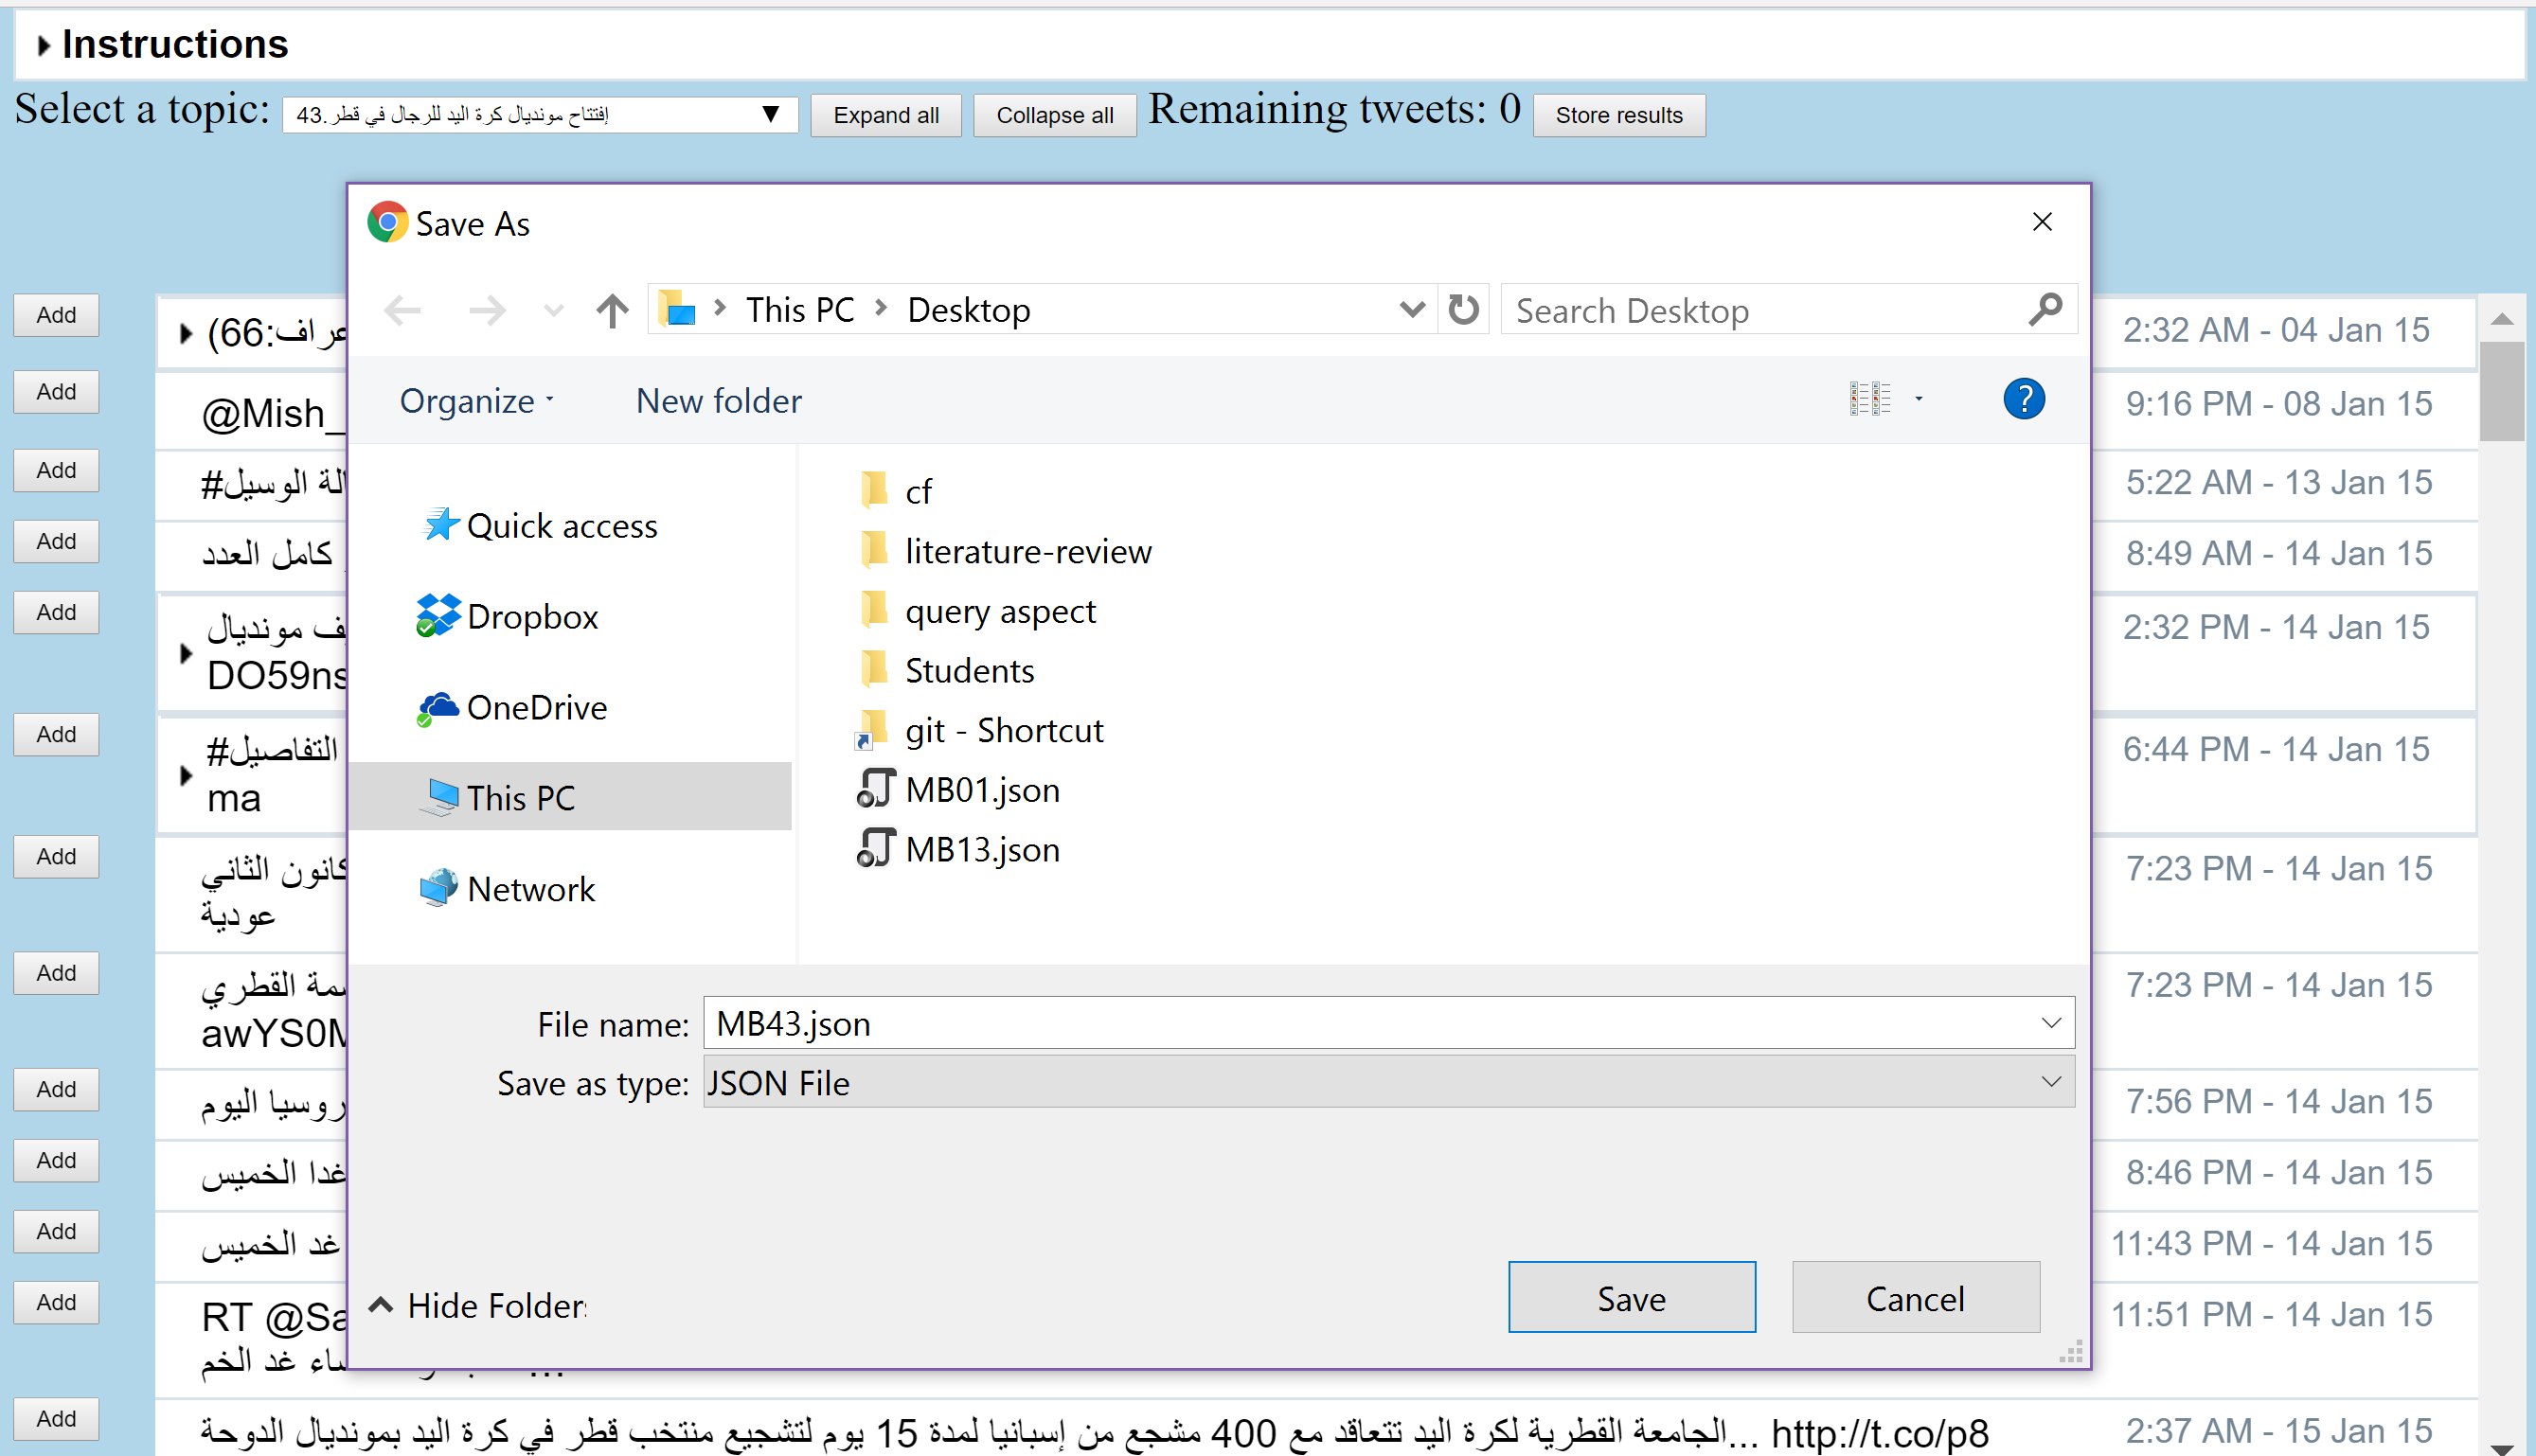 Instructions
Select a topic: 43.إفتتاح مونديال كرة اليد للرجال في قطر Expand all Collapse all Remaining tweets: 0 Store results
Save As
This PC Desktop Search Desktop
Organize New folder
Quick access
Dropbox
OneDrive
This PC
Network
cf
literature-review
query aspect
Students
git - Shortcut
MB01.json
MB13.json
File name: MB43.json
Save as type: JSON File
Hide Folders
Save Cancel
Add 2:32 AM - 04 Jan 15
Add @Mish_ 9:16 PM - 08 Jan 15
Add #الوسيل 5:22 AM - 13 Jan 15
Add كامل العدد 8:49 AM - 14 Jan 15
Add مونديال 2:32 PM - 14 Jan 15
DO59ns
Add #التفاصيل 6:44 PM - 14 Jan 15
ma
Add كانون الثاني 7:23 PM - 14 Jan 15
عودية
Add القطري 7:23 PM - 14 Jan 15
awYS0M
Add روسيا اليوم 7:56 PM - 14 Jan 15
Add غدا الخميس 8:46 PM - 14 Jan 15
Add غد الخميس 11:43 PM - 14 Jan 15
Add RT @Sa 11:51 PM - 14 Jan 15
غد الخم
Add الجامعة القطرية لكرة اليد تتعاقد مع 400 مشجع من إسبانيا لمدة 15 يوم لتشجيع منتخب قطر في كرة اليد بمونديال الدوحة... http://t.co/p8 2:37 AM - 15 Jan 15